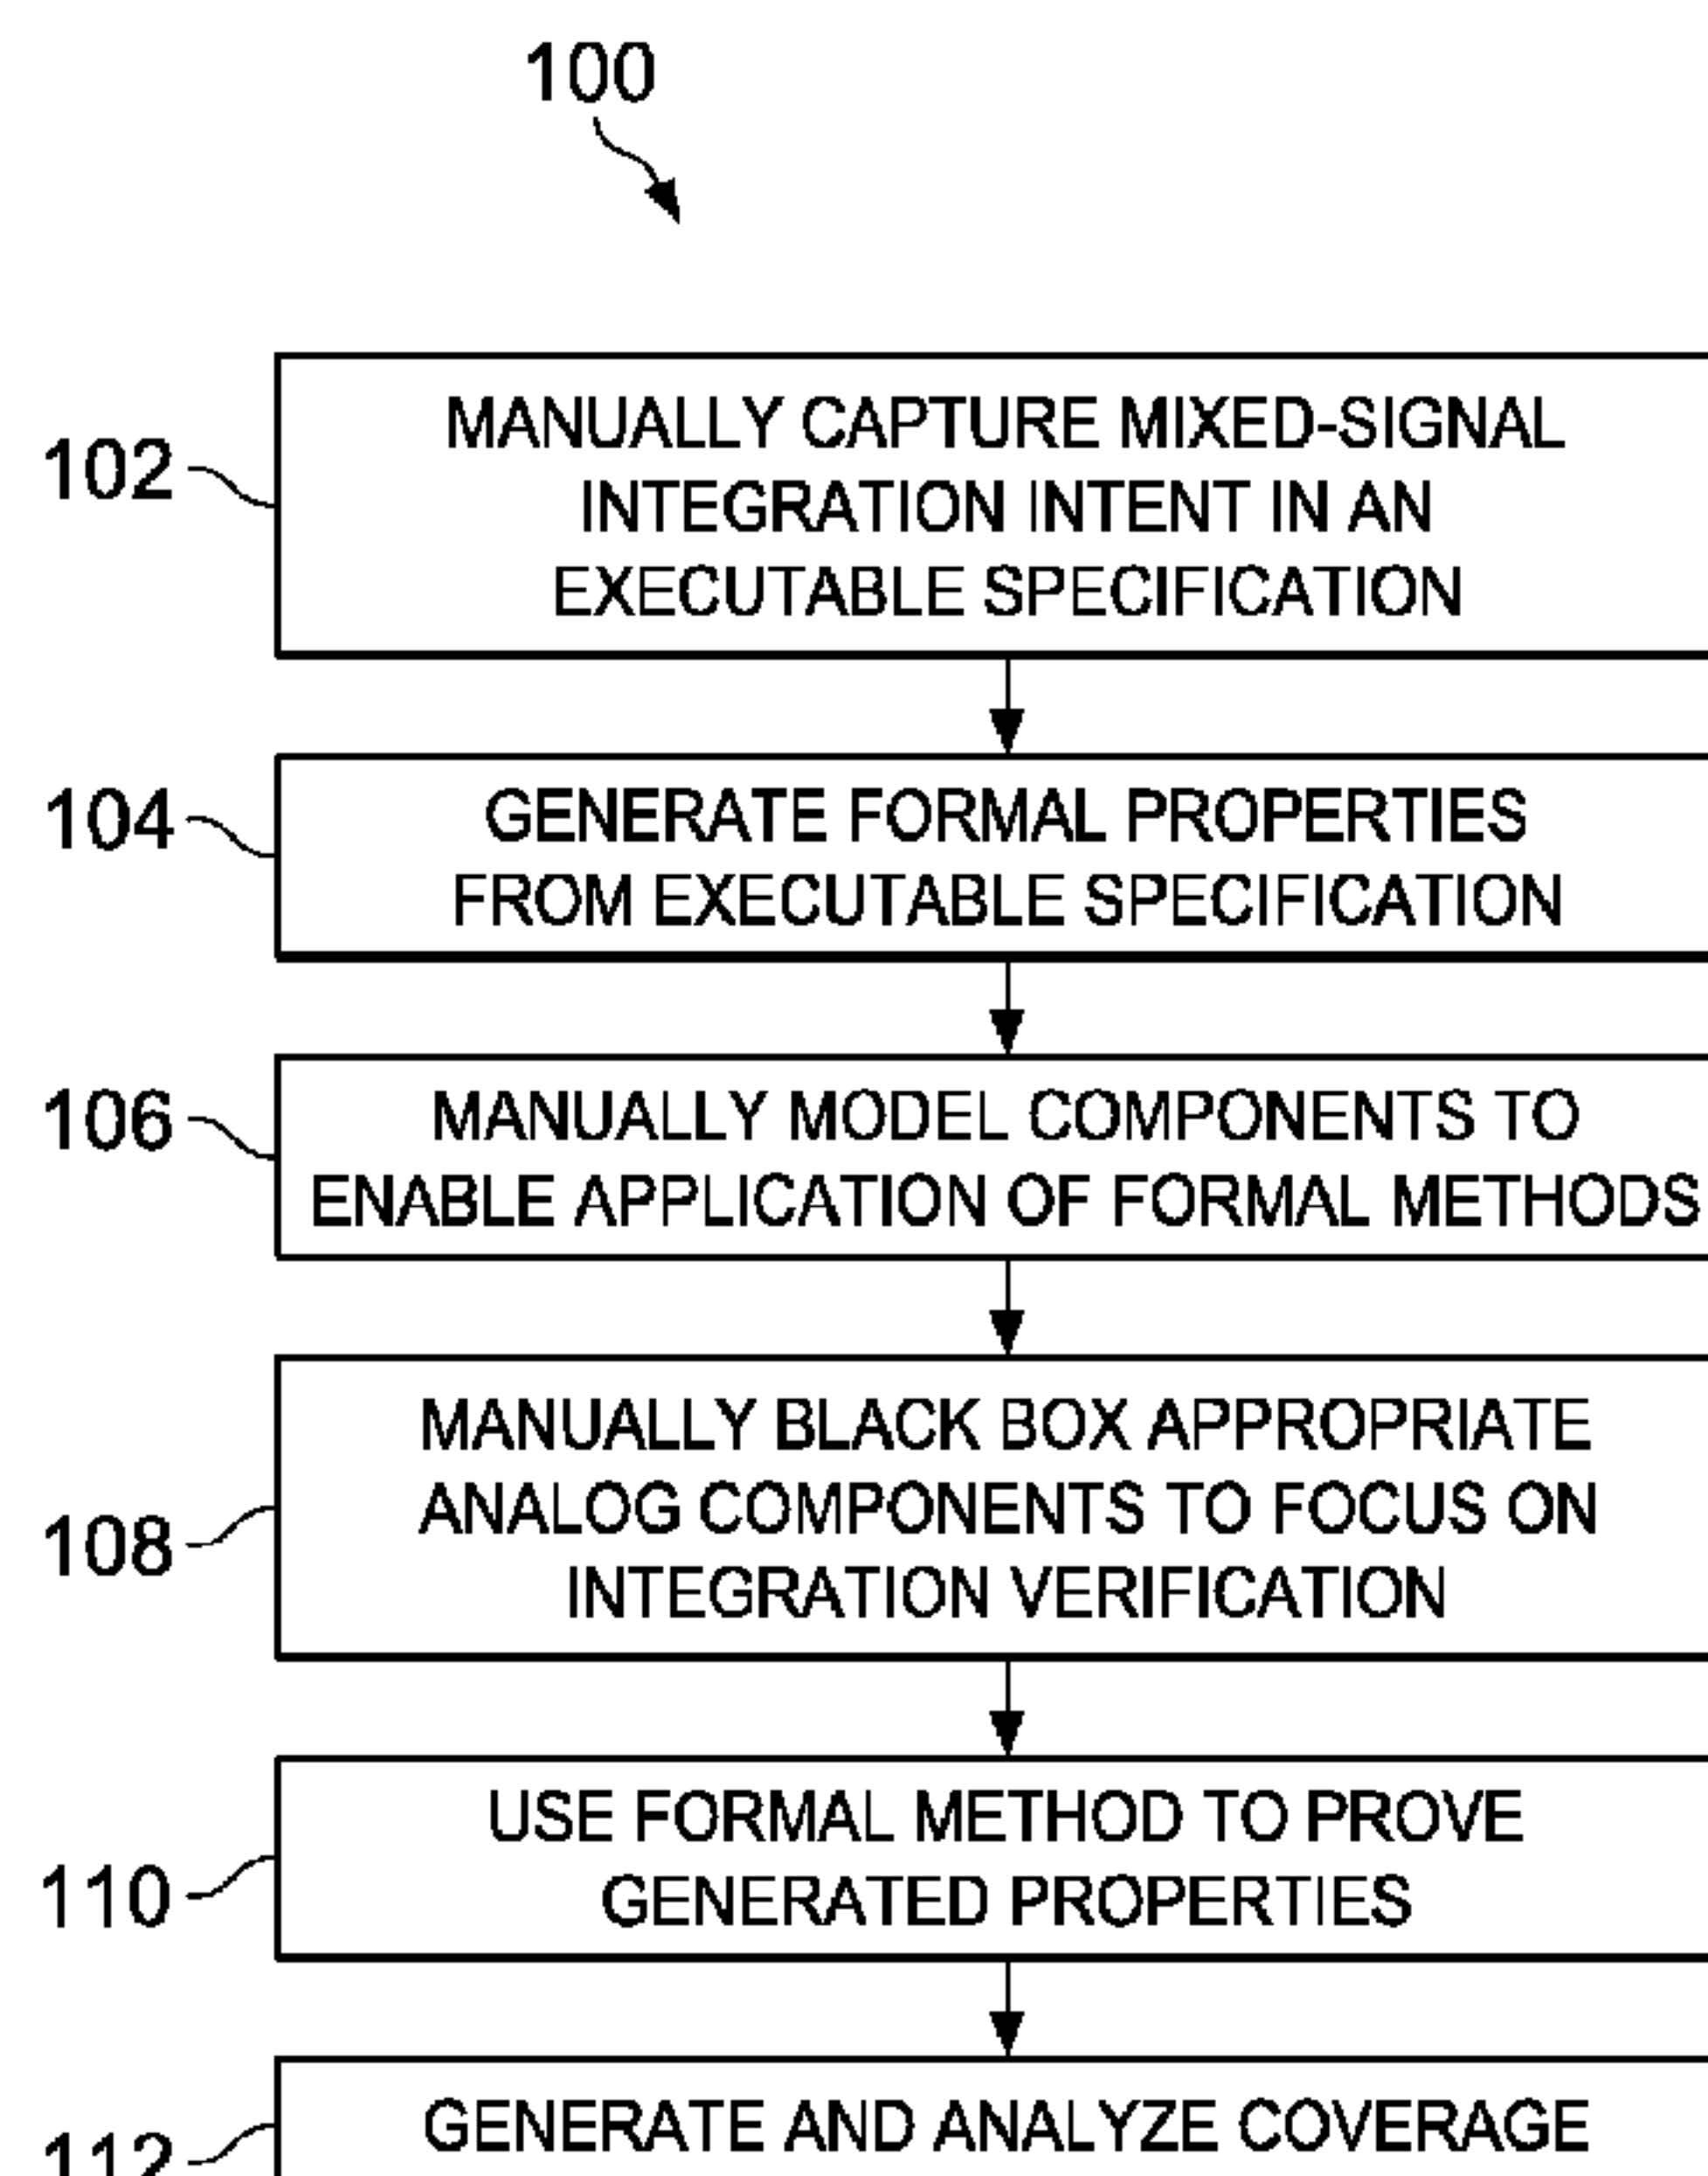 100
102
MANUALLY CAPTURE MIXED-SIGNAL
INTEGRATION INTENT IN AN
EXECUTABLE SPECIFICATION
104
GENERATE FORMAL PROPERTIES
FROM EXECUTABLE SPECIFICATION
106
MANUALLY MODEL COMPONENTS TO
ENABLE APPLICATION OF FORMAL METHODS
108
MANUALLY BLACK BOX APPROPRIATE
ANALOG COMPONENTS TO FOCUS ON
INTEGRATION VERIFICATION
110
USE FORMAL METHOD TO PROVE
GENERATED PROPERTIES
112
GENERATE AND ANALYZE COVERAGE